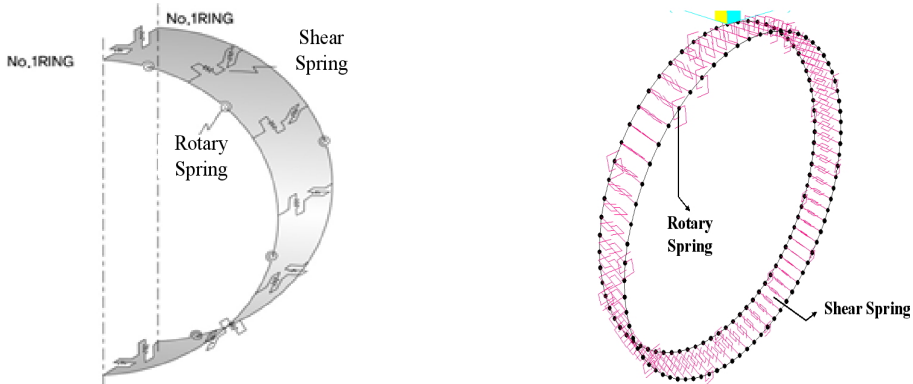 No,1RING
No,1RING
Shear
Spring
Rotary
Spring
Rotary
Spring
Shear Spring